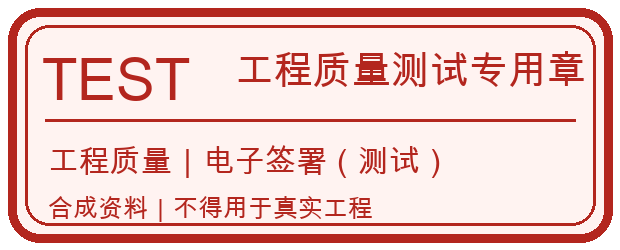 TEST 工程质量测试专用章
工程质量｜电子签署（测试）
合成资料｜不得用于真实工程